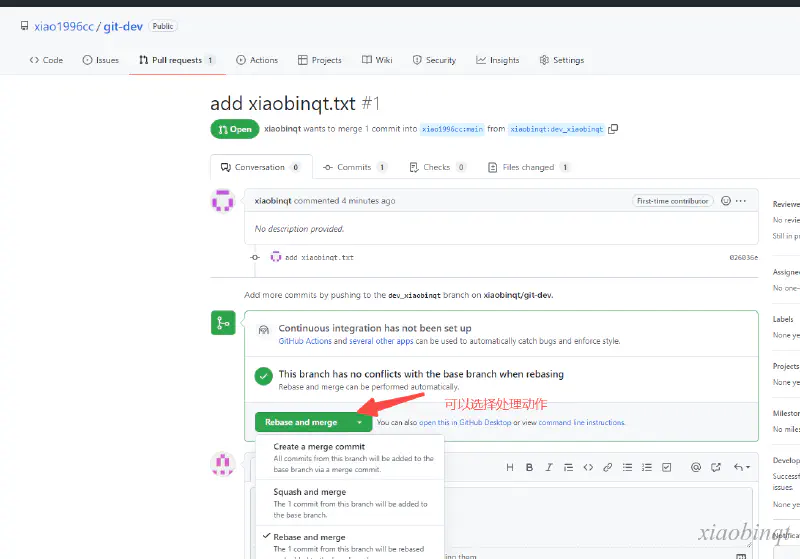 xiao1996cc / git-dev Public
Code Issues Pull requests 1 Actions Projects Wiki Security Insights Settings
add xiaobinqt.txt #1
Open xiaobinqt wants to merge 1 commit into xiao1996cc:main from xiaobinqt:dev_xiaobinqt
Conversation 0 Commits 1 Checks 0 Files changed 1
xiaobinqt commented 4 minutes ago First-time contributor
No description provided.
add xiaobinqt.txt 026036e
Add more commits by pushing to the dev_xiaobinqt branch on xiaobinqt/git-dev.
Continuous integration has not been set up
GitHub Actions and several other apps can be used to automatically catch bugs and enforce style.
This branch has no conflicts with the base branch when rebasing
Rebase and merge can be performed automatically.
可以选择处理动作
Rebase and merge You can also open this in GitHub Desktop or view command line instructions.
Create a merge commit
All commits from this branch will be added to the
base branch via a merge commit.
Squash and merge
The 1 commit from this branch will be added to
the base branch.
Rebase and merge
The 1 commit from this branch will be rebased
Reviewe
No revie
Still in p
Assigne
No one-
Labels
None ye
Projects
None ye
Milestor
No miles
Develop
Successf
issues.
None ye
xiaobinqt